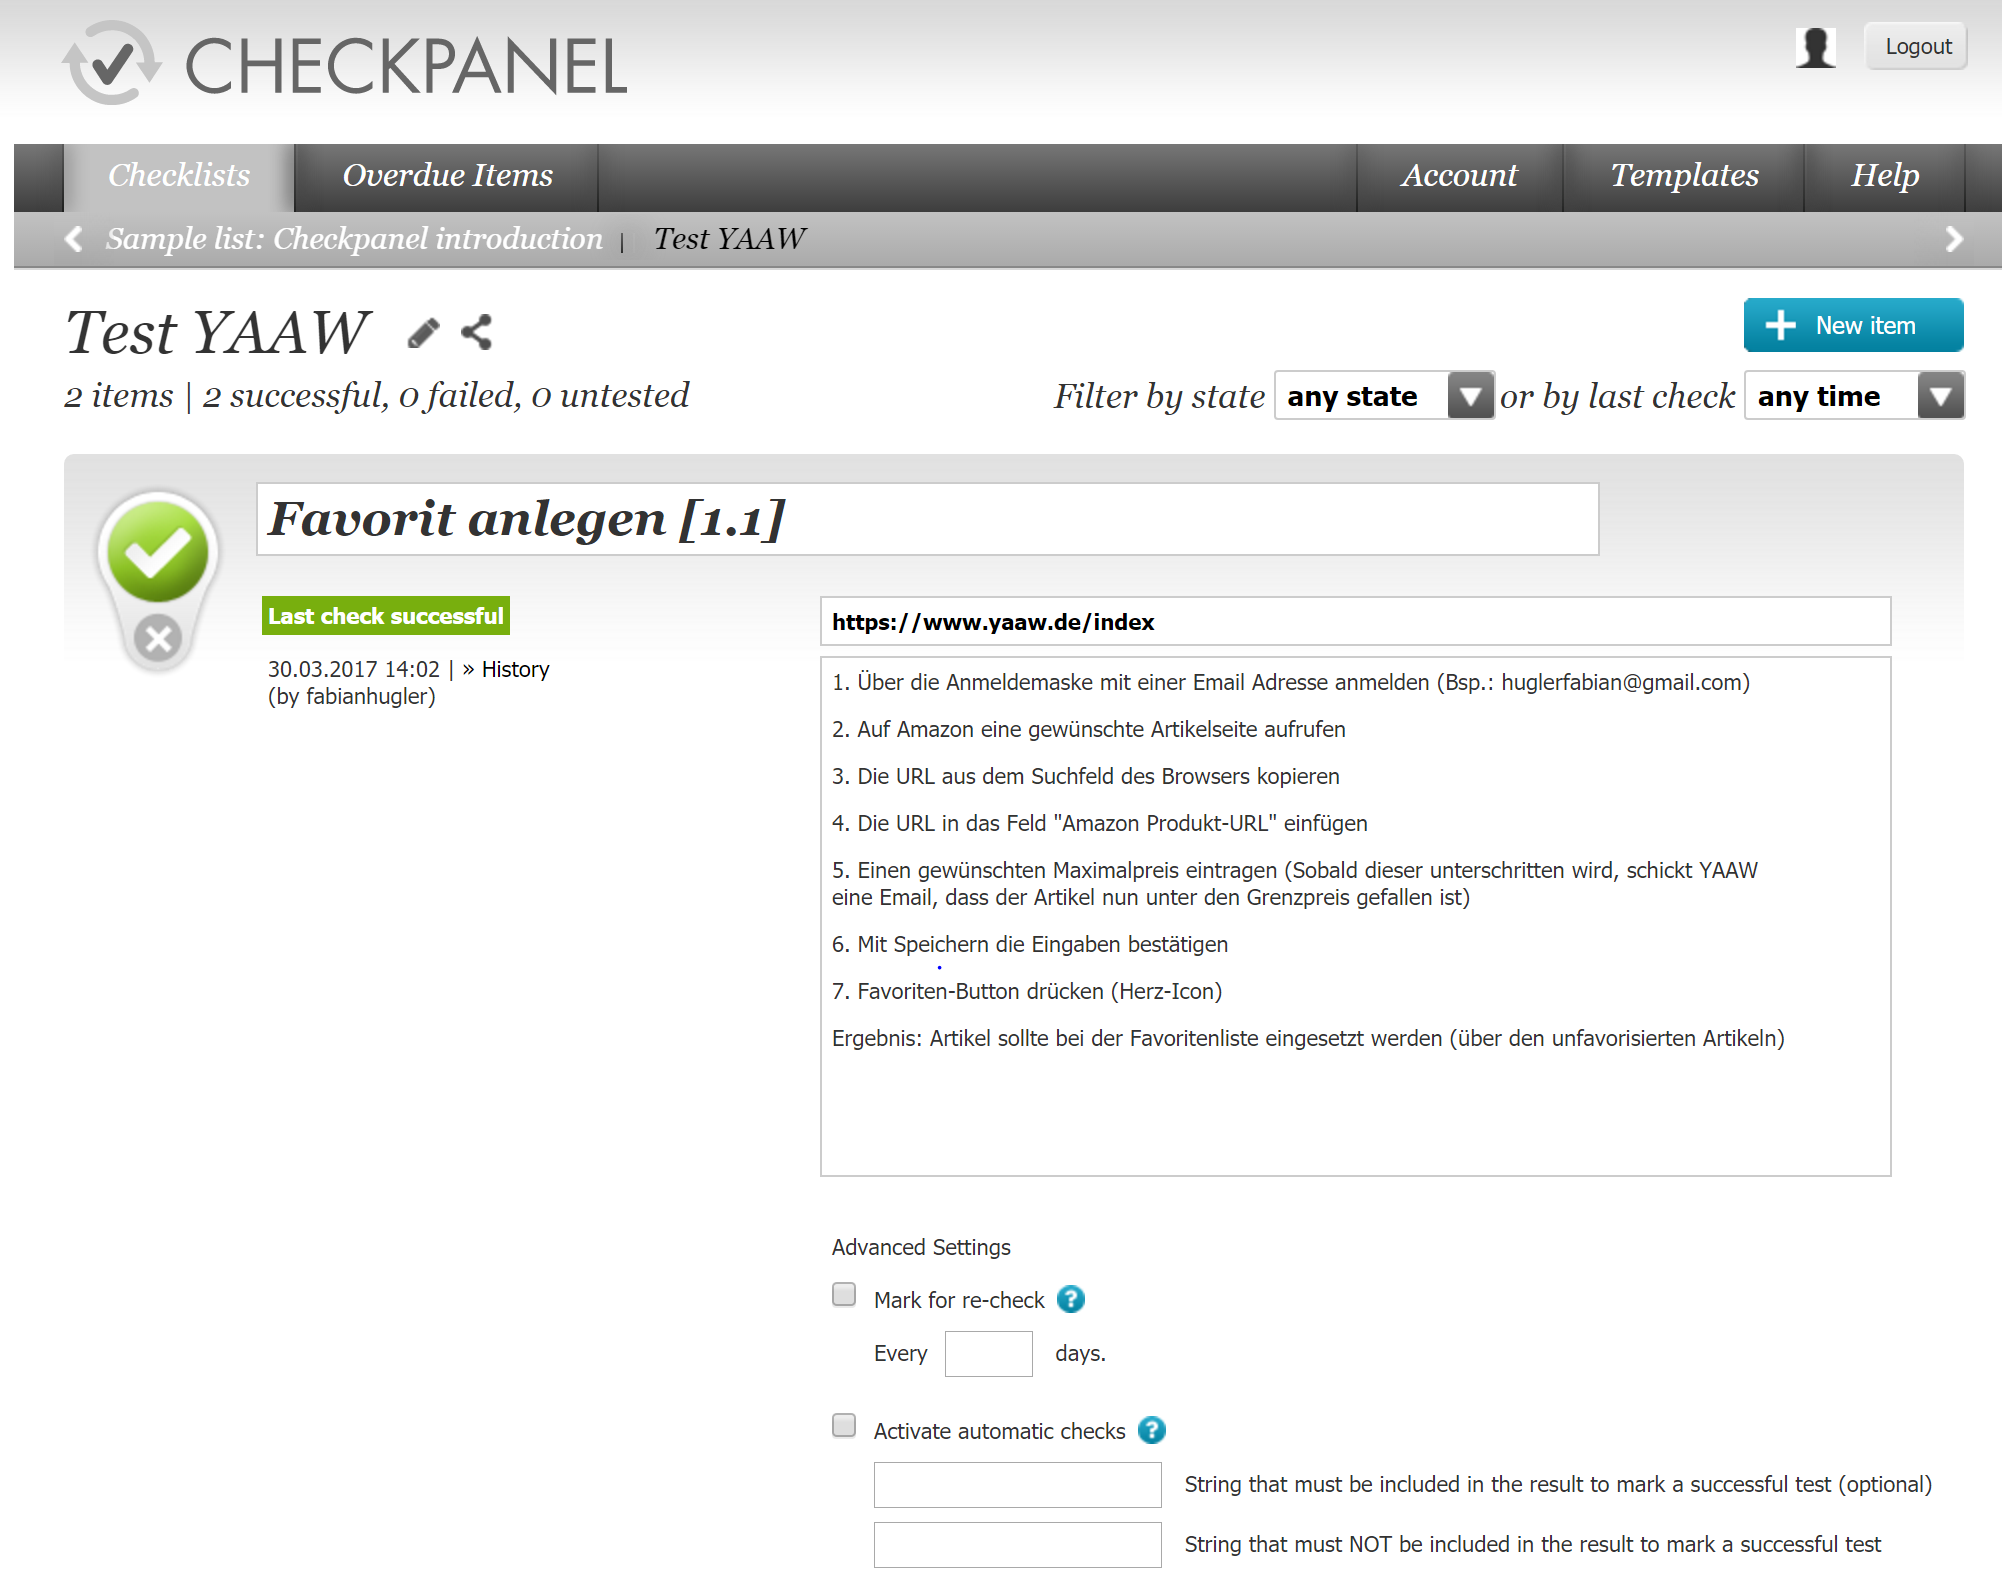 CHECKPANEL
Logout
Checklists
Overdue Items
Account
Templates
Help
Sample list: Checkpanel introduction | Test YAAW
Test YAAW
New item
2 items | 2 successful, 0 failed, 0 untested
Filter by state any state or by last check any time
Favorit anlegen [1.1]
Last check successful
30.03.2017 14:02 | » History
(by fabianhugler)
https://www.yaaw.de/index
1. Über die Anmeldemaske mit einer Email Adresse anmelden (Bsp.: huglerfabian@gmail.com)
2. Auf Amazon eine gewünschte Artikelseite aufrufen
3. Die URL aus dem Suchfeld des Browsers kopieren
4. Die URL in das Feld "Amazon Produkt-URL" einfügen
5. Einen gewünschten Maximalpreis eintragen (Sobald dieser unterschritten wird, schickt YAAW
eine Email, dass der Artikel nun unter den Grenzpreis gefallen ist)
6. Mit Speichern die Eingaben bestätigen
7. Favoriten-Button drücken (Herz-Icon)
Ergebnis: Artikel sollte bei der Favoritenliste eingesetzt werden (über den unfavorisierten Artikeln)
Advanced Settings
Mark for re-check ?
Every days.
Activate automatic checks ?
String that must be included in the result to mark a successful test (optional)
String that must NOT be included in the result to mark a successful test